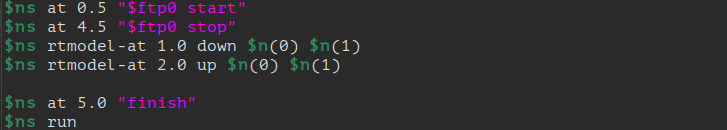 $ns at 0.5 "$ftp0 start"
$ns at 4.5 "$ftp0 stop"
$ns rtmodel-at 1.0 down $n(0) $n(1)
$ns rtmodel-at 2.0 up $n(0) $n(1)
$ns at 5.0 "finish"
$ns run